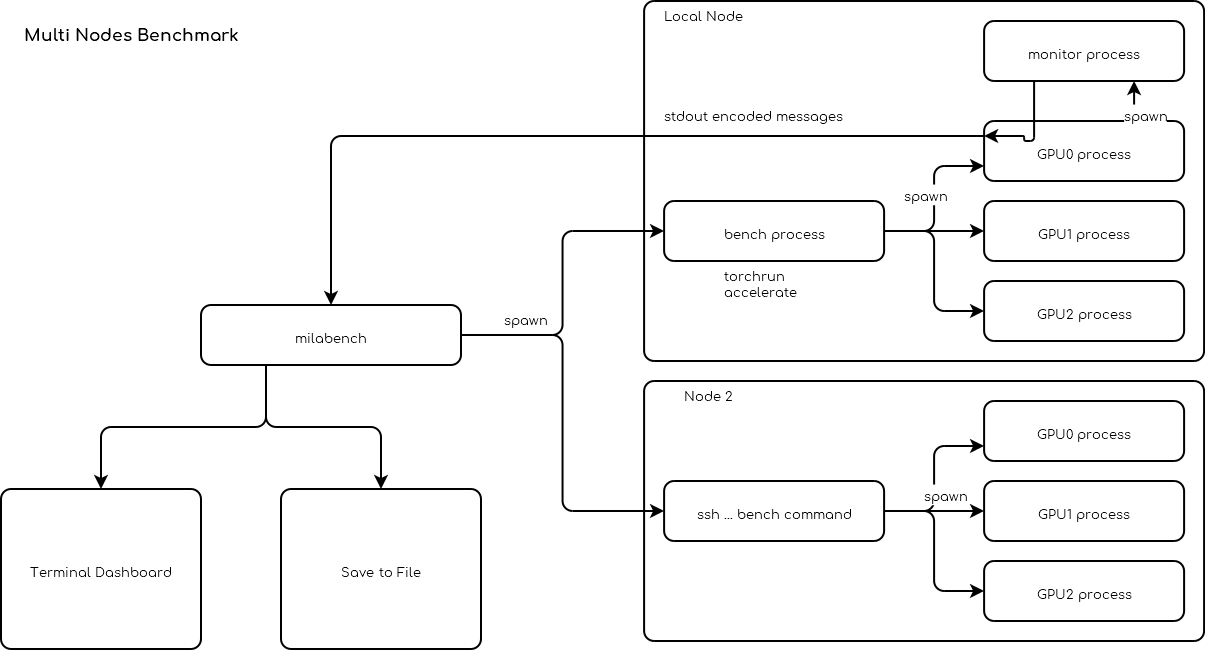 Multi Nodes Benchmark
Local Node
monitor process
stdout encoded messages
spawn
GPU0 process
spawn
bench process
GPU1 process
torchrun
accelerate
GPU2 process
spawn
milabench
Node 2
GPU0 process
spawn
ssh ... bench command
GPU1 process
GPU2 process
Terminal Dashboard
Save to File